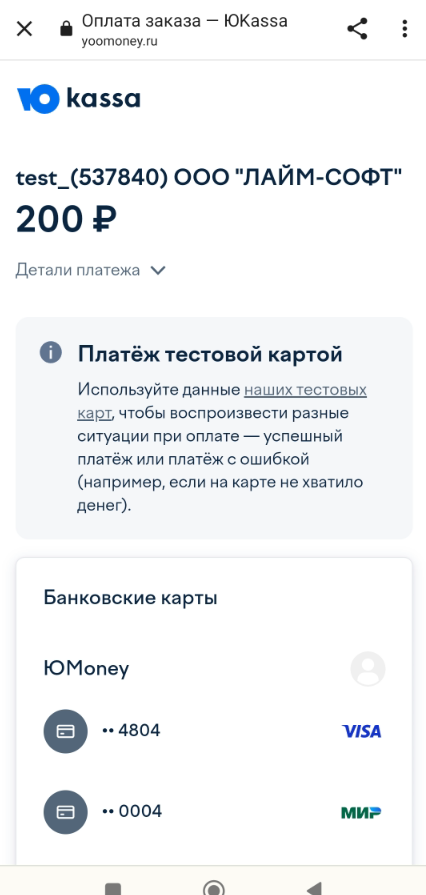 Оплата заказа — ЮKassa
yoomoney.ru
Ю kassa
test_(537840) ООО "ЛАЙМ-СОФТ"
200 ₽
Детали платежа
Платёж тестовой картой
Используйте данные наших тестовых
карт, чтобы воспроизвести разные
ситуации при оплате — успешный
платёж или платёж с ошибкой
(например, если на карте не хватило
денег).
Банковские карты
ЮMoney
•• 4804 VISA
•• 0004 МИР